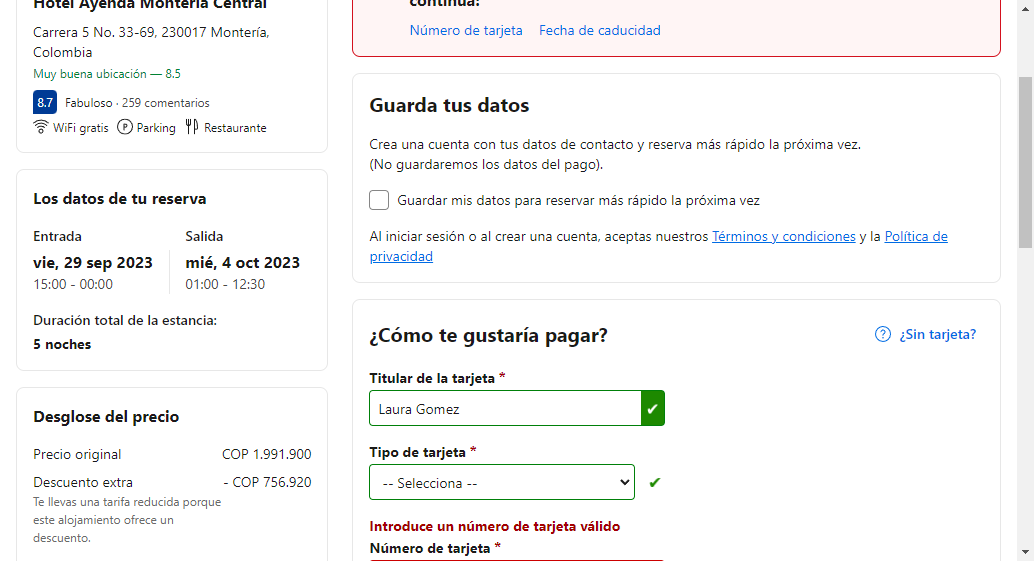 Hotel Ayenda Montería Central
Carrera 5 No. 33-69, 230017 Montería,
Colombia
Muy buena ubicación — 8.5
8.7 Fabuloso · 259 comentarios
WiFi gratis Parking Restaurante
Los datos de tu reserva
Entrada Salida
vie, 29 sep 2023 mié, 4 oct 2023
15:00 - 00:00 01:00 - 12:30
Duración total de la estancia:
5 noches
Desglose del precio
Precio original COP 1.991.900
Descuento extra - COP 756.920
Te llevas una tarifa reducida porque
este alojamiento ofrece un
descuento.
continua:
Número de tarjeta Fecha de caducidad
Guarda tus datos
Crea una cuenta con tus datos de contacto y reserva más rápido la próxima vez.
(No guardaremos los datos del pago).
Guardar mis datos para reservar más rápido la próxima vez
Al iniciar sesión o al crear una cuenta, aceptas nuestros Términos y condiciones y la Política de
privacidad
¿Cómo te gustaría pagar?
? ¿Sin tarjeta?
Titular de la tarjeta *
Laura Gomez
Tipo de tarjeta *
-- Selecciona --
Introduce un número de tarjeta válido
Número de tarjeta *